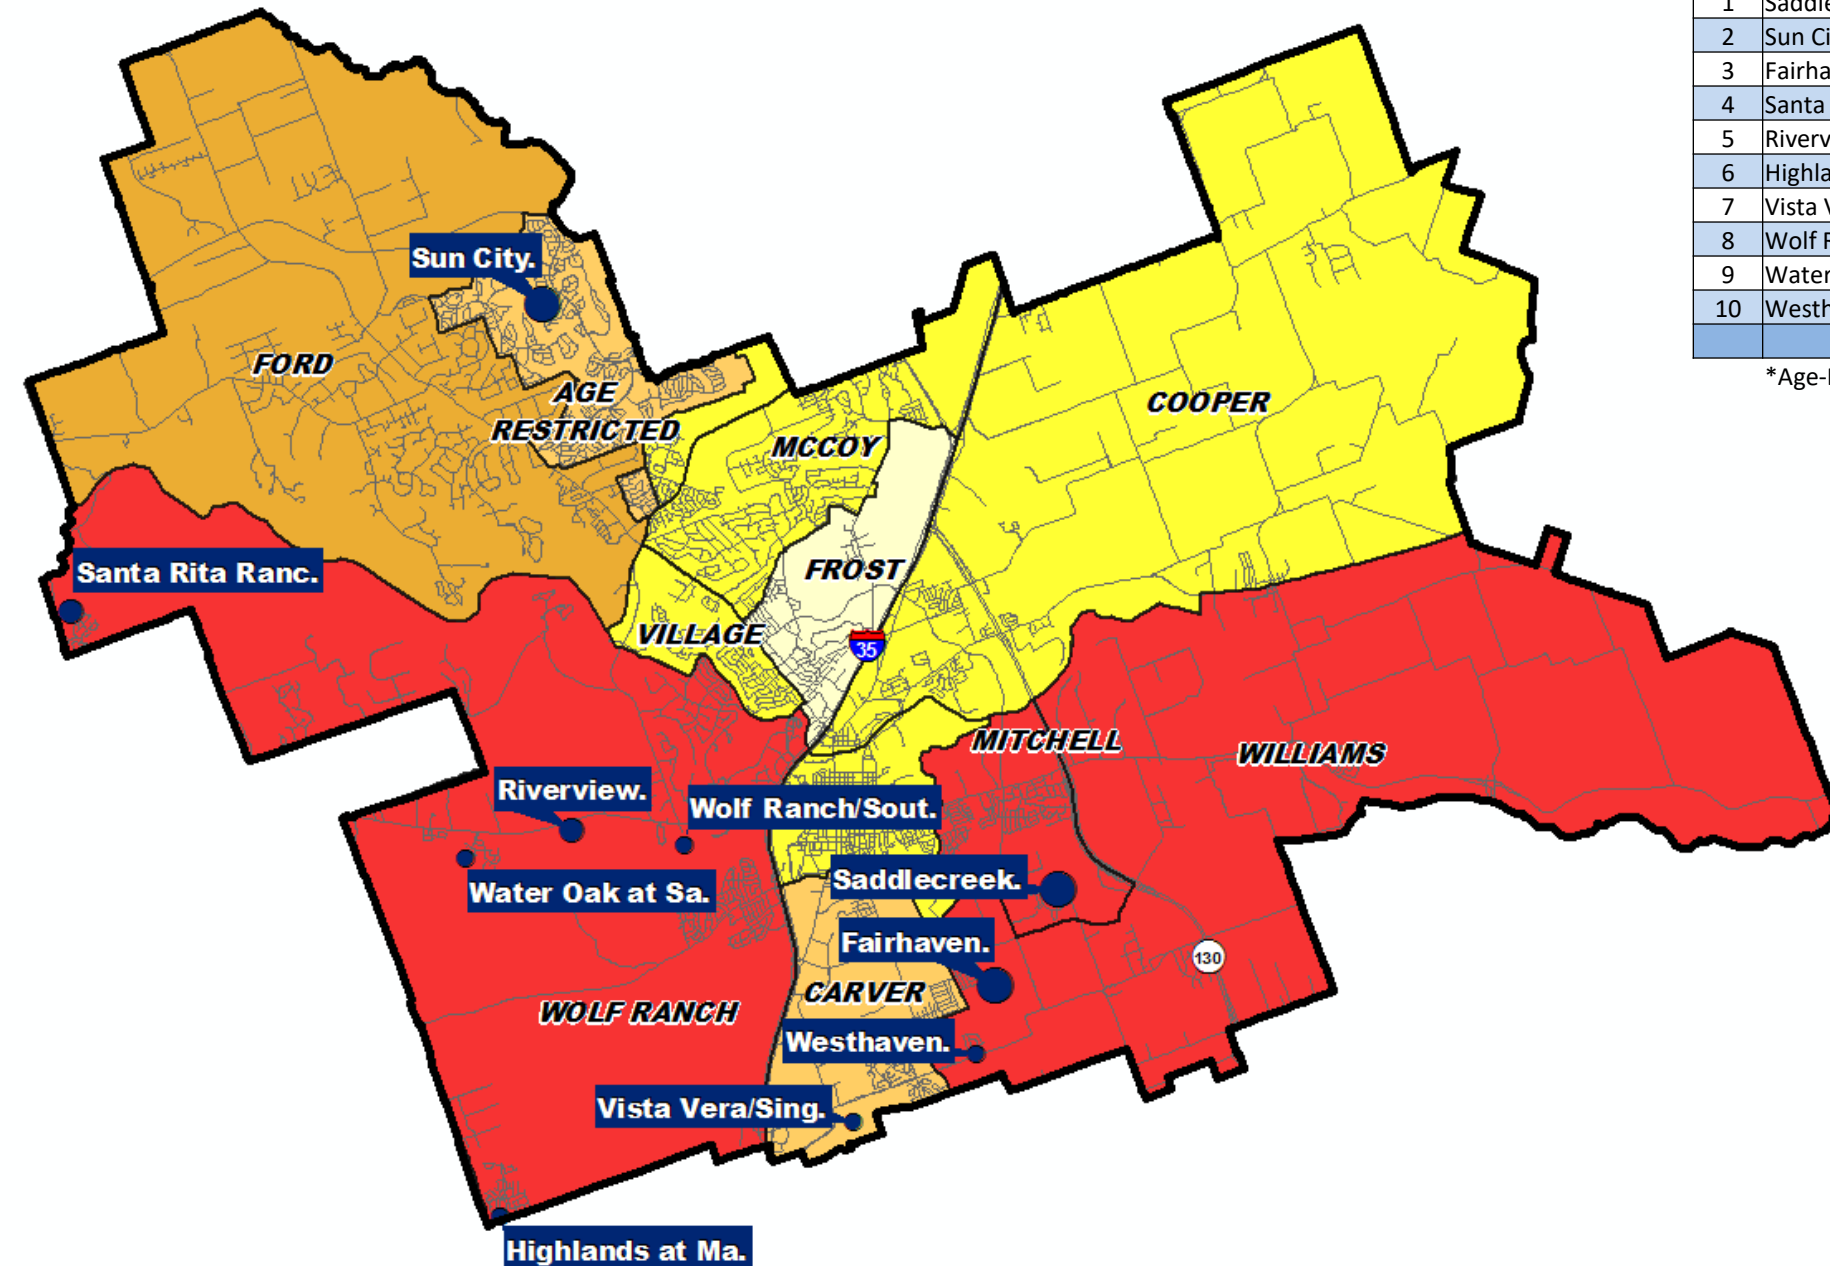 1 Saddle
2 Sun Ci
3 Fairha
4 Santa
5 Riverv
6 Highla
7 Vista V
8 Wolf R
9 Water
10 Westh
*Age-
Sun City.
FORD
AGE
RESTRICTED
MCCOY
COOPER
Santa Rita Ranc.
FROST
VILLAGE
35
MITCHELL
WILLIAMS
Riverview.
Wolf Ranch/Sout.
Water Oak at Sa.
Saddlecreek.
Fairhaven.
130
CARVER
WOLF RANCH
Westhaven.
Vista Vera/Sing.
Highlands at Ma.